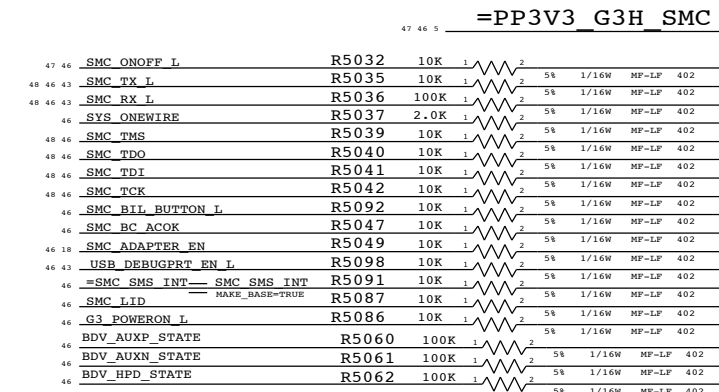 =PP3V3_G3H_SMC
47 46 5
47 46 SMC_ONOFF_L R5032 10K 1 2
5% 1/16W MF-LF 402
48 46 43 SMC_TX_L R5035 10K 1 2
5% 1/16W MF-LF 402
48 46 43 SMC_RX_L R5036 100K 1 2
5% 1/16W MF-LF 402
46 SYS_ONEWIRE R5037 2.0K 1 2
5% 1/16W MF-LF 402
48 46 SMC_TMS R5039 10K 1 2
5% 1/16W MF-LF 402
48 46 SMC_TDO R5040 10K 1 2
5% 1/16W MF-LF 402
48 46 SMC_TDI R5041 10K 1 2
5% 1/16W MF-LF 402
48 46 SMC_TCK R5042 10K 1 2
5% 1/16W MF-LF 402
46 SMC_BIL_BUTTON_L R5092 10K 1 2
5% 1/16W MF-LF 402
46 SMC_BC_ACOK R5047 10K 1 2
5% 1/16W MF-LF 402
46 18 SMC_ADAPTER_EN R5049 10K 1 2
5% 1/16W MF-LF 402
46 43 USB_DEBUGPRT_EN_L R5098 10K 1 2
5% 1/16W MF-LF 402
46 =SMC_SMS_INT SMC_SMS_INT R5091 10K 1 2
MAKE_BASE=TRUE 5% 1/16W MF-LF 402
46 SMC_LID R5087 10K 1 2
5% 1/16W MF-LF 402
46 G3_POWERON_L R5086 10K 1 2
5% 1/16W MF-LF 402
46 BDV_AUXP_STATE R5060 100K 1 2
5% 1/16W MF-LF 402
46 BDV_AUXN_STATE R5061 100K 1 2
5% 1/16W MF-LF 402
46 BDV_HPD_STATE R5062 100K 1 2
5% 1/16W MF-LF 402